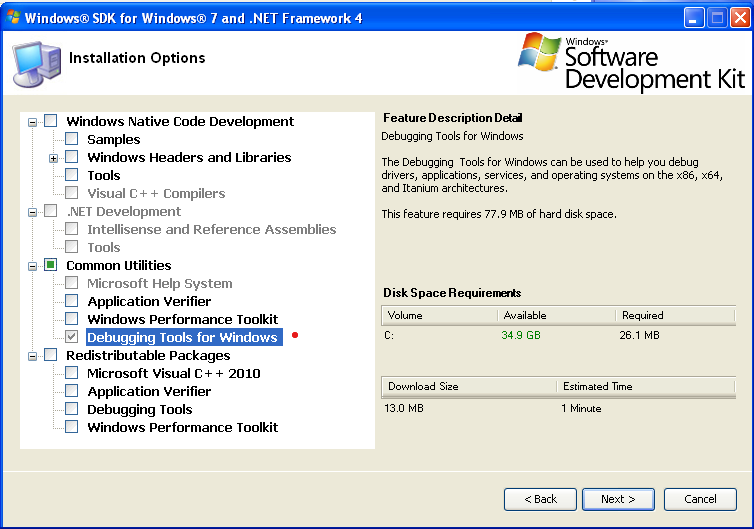 Windows® SDK for Windows® 7 and .NET Framework 4
Installation Options
Windows®
Software
Development Kit
Windows Native Code Development
Samples
Windows Headers and Libraries
Tools
Visual C++ Compilers
.NET Development
Intellisense and Reference Assemblies
Tools
Common Utilities
Microsoft Help System
Application Verifier
Windows Performance Toolkit
Debugging Tools for Windows
Redistributable Packages
Microsoft Visual C++ 2010
Application Verifier
Debugging Tools
Windows Performance Toolkit
Feature Description Detail
Debugging Tools for Windows
The Debugging Tools for Windows can be used to help you debug
drivers, applications, services, and operating systems on the x86, x64,
and Itanium architectures.
This feature requires 77.9 MB of hard disk space.
Disk Space Requirements
Volume Available Required
C: 34.9 GB 26.1 MB
Download Size Estimated Time
13.0 MB 1 Minute
< Back Next > Cancel